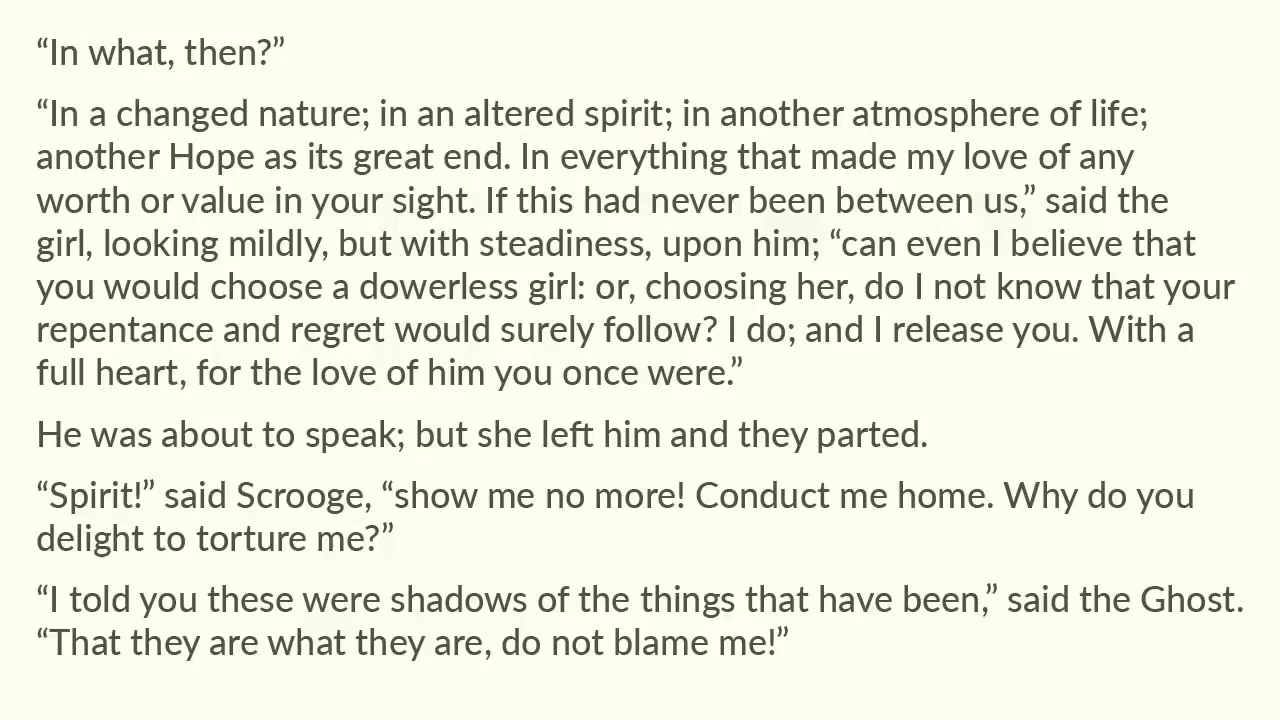 “In what, then?”
“In a changed nature; in an altered spirit; in another atmosphere of life;
another Hope as its great end. In everything that made my love of any
worth or value in your sight. If this had never been between us,” said the
girl, looking mildly, but with steadiness, upon him; “can even I believe that
you would choose a dowerless girl: or, choosing her, do I not know that your
repentance and regret would surely follow? I do; and I release you. With a
full heart, for the love of him you once were.”
He was about to speak; but she left him and they parted.
“Spirit!” said Scrooge, “show me no more! Conduct me home. Why do you
delight to torture me?”
“I told you these were shadows of the things that have been,” said the Ghost.
“That they are what they are, do not blame me!”